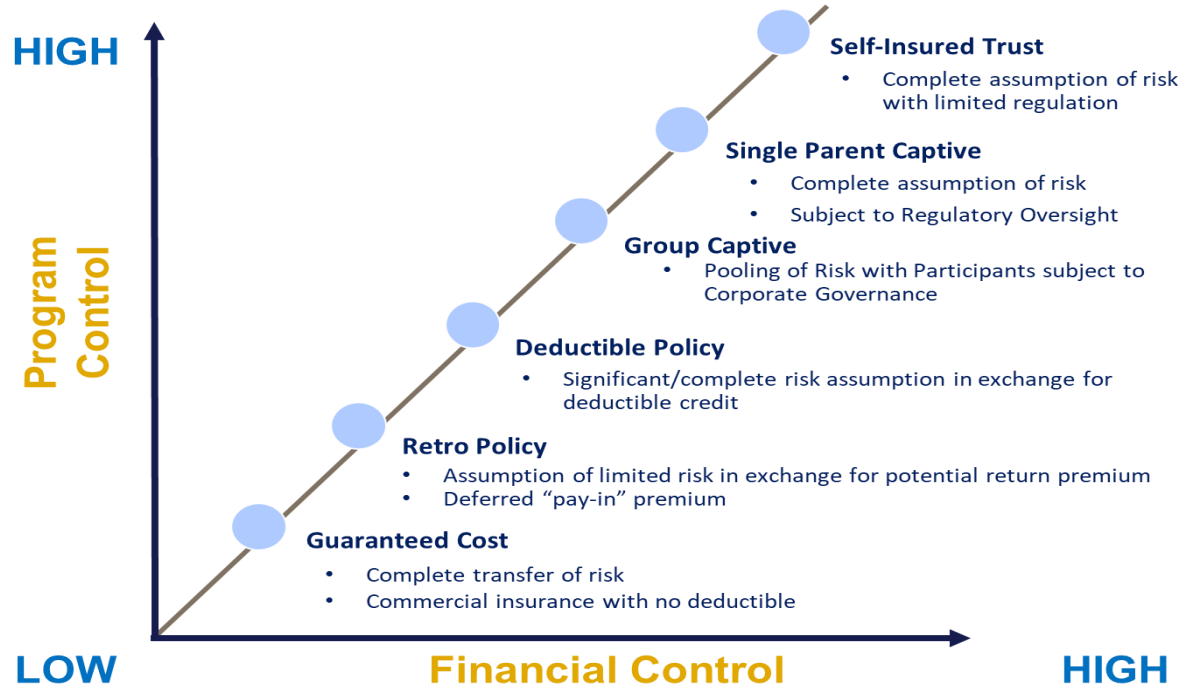 HIGH
Self-Insured Trust
• Complete assumption of risk
with limited regulation
Single Parent Captive
• Complete assumption of risk
• Subject to Regulatory Oversight
Group Captive
• Pooling of Risk with Participants subject to
Corporate Governance
Deductible Policy
• Significant/complete risk assumption in exchange for
deductible credit
Retro Policy
• Assumption of limited risk in exchange for potential return premium
• Deferred “pay-in” premium
Guaranteed Cost
• Complete transfer of risk
• Commercial insurance with no deductible
Program
Control
LOW
Financial Control
HIGH